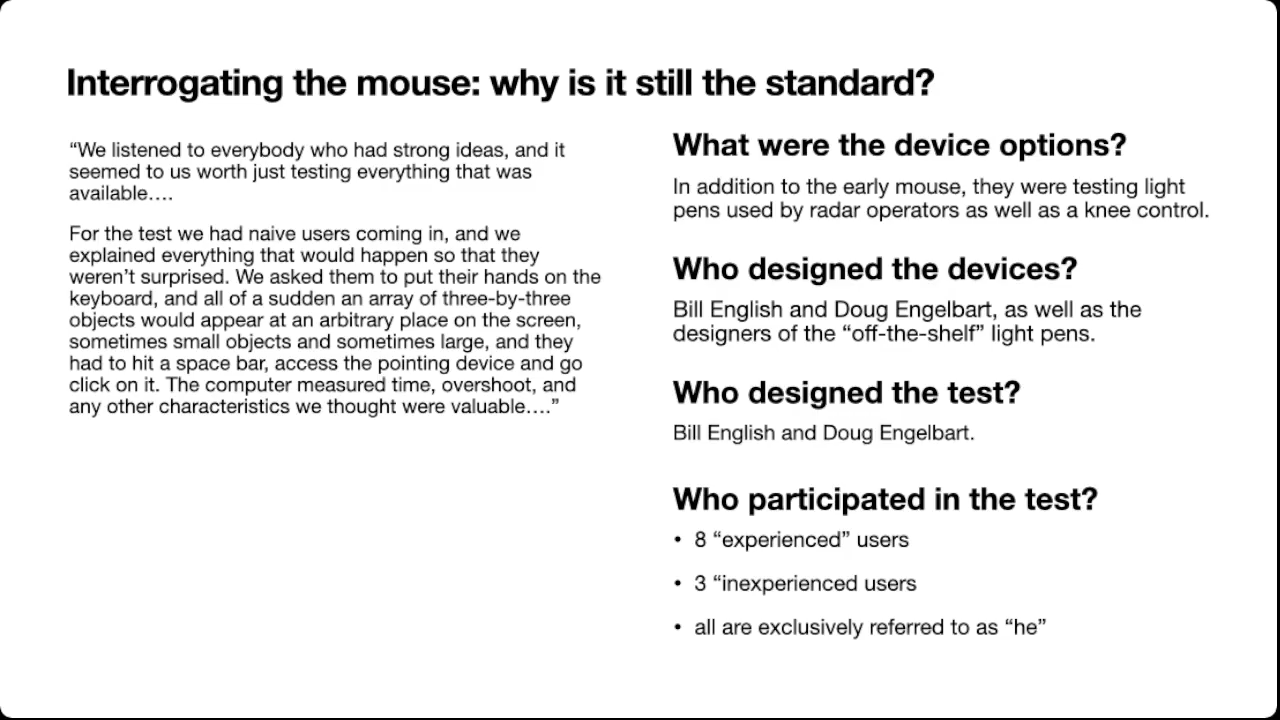 Interrogating the mouse: why is it still the standard?
“We listened to everybody who had strong ideas, and it
seemed to us worth just testing everything that was
available….
For the test we had naive users coming in, and we
explained everything that would happen so that they
weren’t surprised. We asked them to put their hands on the
keyboard, and all of a sudden an array of three-by-three
objects would appear at an arbitrary place on the screen,
sometimes small objects and sometimes large, and they
had to hit a space bar, access the pointing device and go
click on it. The computer measured time, overshoot, and
any other characteristics we thought were valuable….”
What were the device options?
In addition to the early mouse, they were testing light
pens used by radar operators as well as a knee control.
Who designed the devices?
Bill English and Doug Engelbart, as well as the
designers of the “off-the-shelf” light pens.
Who designed the test?
Bill English and Doug Engelbart.
Who participated in the test?
• 8 “experienced” users
• 3 “inexperienced users
• all are exclusively referred to as “he”